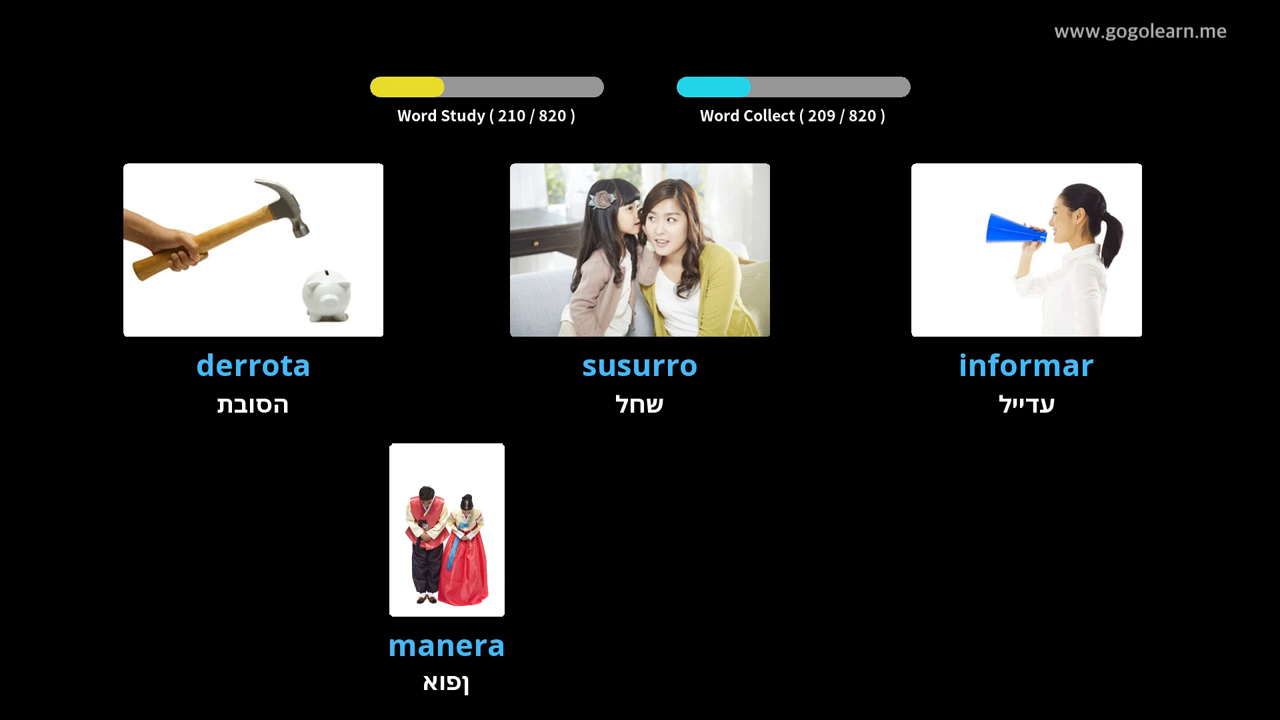 www.gogolearn.me
Word Study ( 210 / 820 )
Word Collect ( 209 / 820 )
derrota
הסובת
susurro
שחל
informar
עדייל
manera
ןפוא